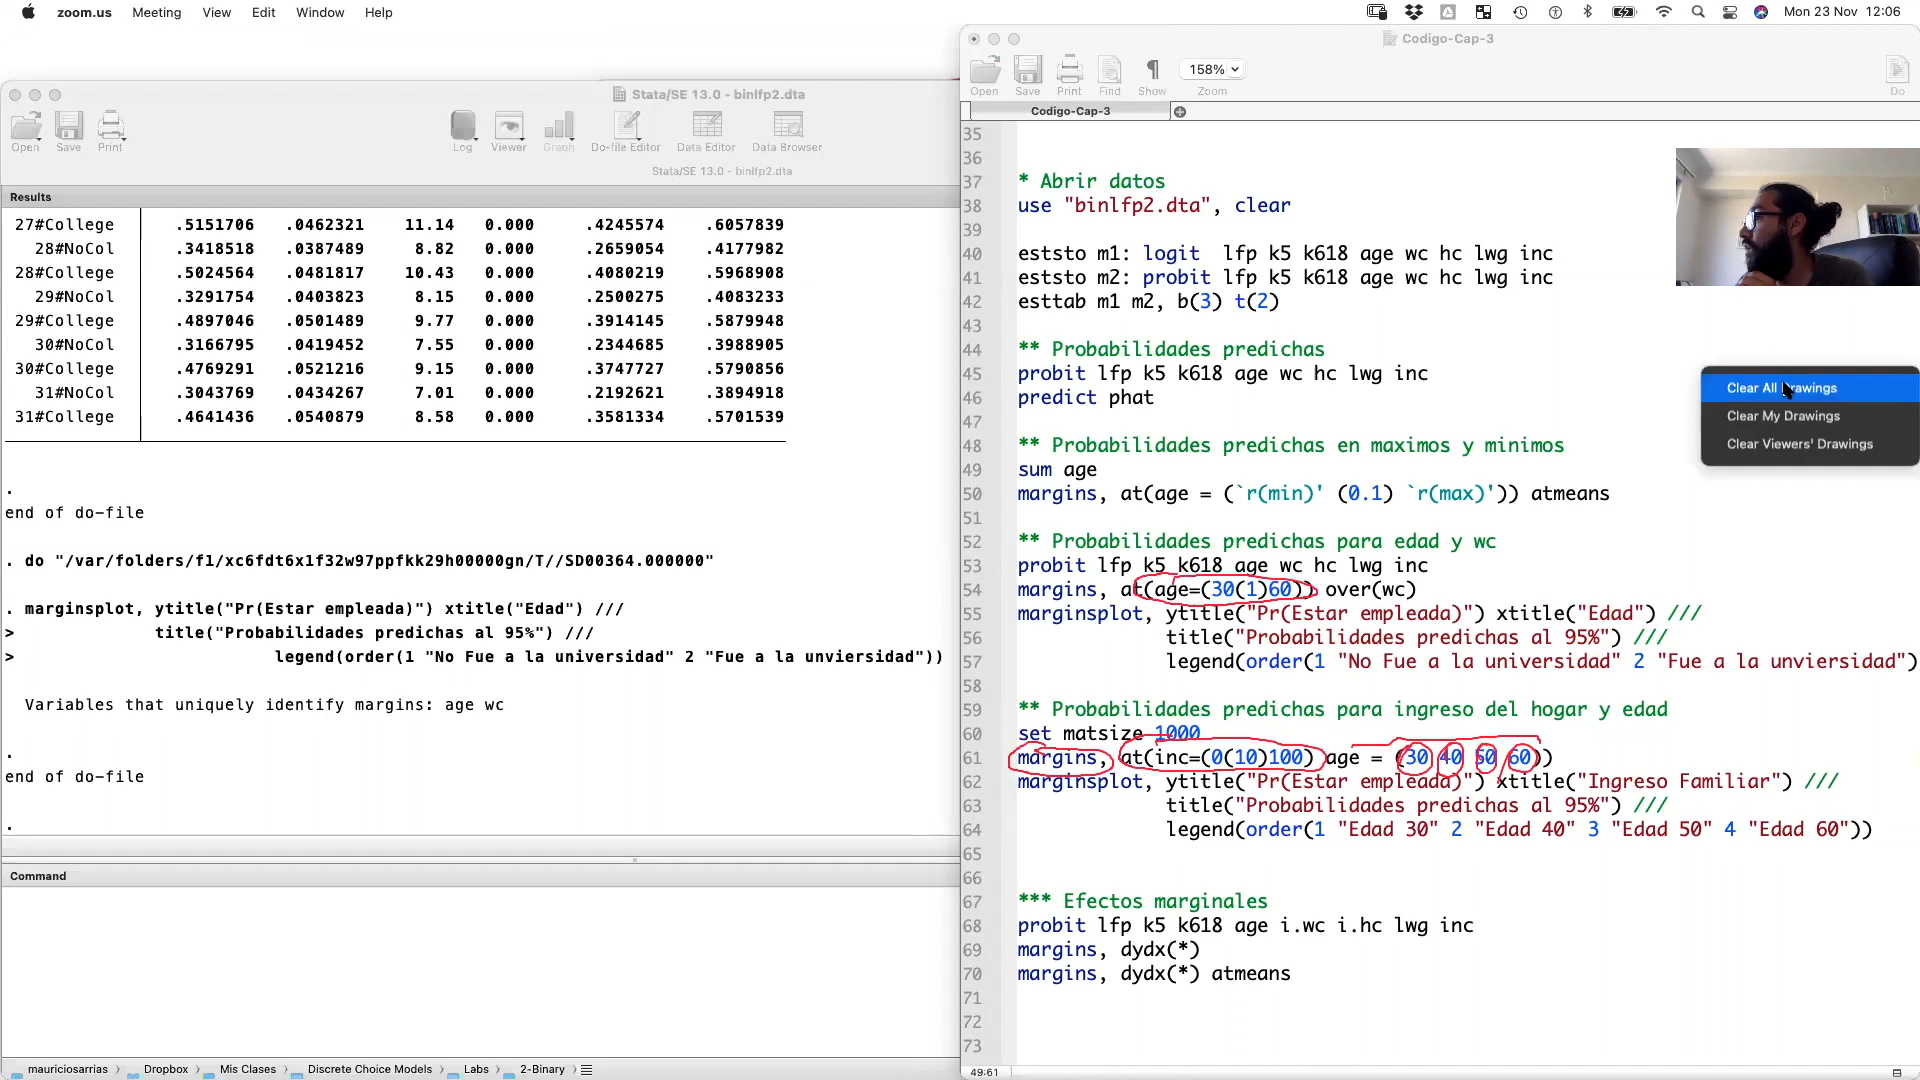 zoom.us Meeting View Edit Window Help
Mon 23 Nov 12:06
Codigo-Cap-3
Open Save Print Find Show Zoom Do
158%
Codigo-Cap-3
Stata/SE 13.0 - binlfp2.dta
Open Save Print Log Viewer Graph Do-file Editor Data Editor Data Browser
Stata/SE 13.0 - binlfp2.dta
Results
27#College .5151706 .0462321 11.14 0.000 .4245574 .6057839
28#NoCol .3418518 .0387489 8.82 0.000 .2659054 .4177982
28#College .5024564 .0481817 10.43 0.000 .4080219 .5968908
29#NoCol .3291754 .0403823 8.15 0.000 .2500275 .4083233
29#College .4897046 .0501489 9.77 0.000 .3914145 .5879948
30#NoCol .3166795 .0419452 7.55 0.000 .2344685 .3988905
30#College .4769291 .0521216 9.15 0.000 .3747727 .5790856
31#NoCol .3043769 .0434267 7.01 0.000 .2192621 .3894918
31#College .4641436 .0540879 8.58 0.000 .3581334 .5701539
.
end of do-file
. do "/var/folders/f1/xc6fdt6x1f32w97ppfkk29h00000gn/T//SD00364.000000"
. marginsplot, ytitle("Pr(Estar empleada)") xtitle("Edad") ///
> title("Probabilidades predichas al 95%") ///
> legend(order(1 "No Fue a la universidad" 2 "Fue a la unviersidad"))
Variables that uniquely identify margins: age wc
.
end of do-file
.
Command
mauriciosarrias Dropbox Mis Clases Discrete Choice Models Labs 2-Binary
35
36
37 * Abrir datos
38 use "binlfp2.dta", clear
39
40 eststo m1: logit lfp k5 k618 age wc hc lwg inc
41 eststo m2: probit lfp k5 k618 age wc hc lwg inc
42 esttab m1 m2, b(3) t(2)
43
44 ** Probabilidades predichas
45 probit lfp k5 k618 age wc hc lwg inc
46 predict phat
47
48 ** Probabilidades predichas en maximos y minimos
49 sum age
50 margins, at(age = (`r(min)' (0.1) `r(max)')) atmeans
51
52 ** Probabilidades predichas para edad y wc
53 probit lfp k5 k618 age wc hc lwg inc
54 margins, at(age=(30(1)60)) over(wc)
55 marginsplot, ytitle("Pr(Estar empleada)") xtitle("Edad") ///
56 title("Probabilidades predichas al 95%") ///
57 legend(order(1 "No Fue a la universidad" 2 "Fue a la unviersidad")
58
59 ** Probabilidades predichas para ingreso del hogar y edad
60 set matsize 1000
61 margins, at(inc=(0(10)100) age = (30 40 50 60))
62 marginsplot, ytitle("Pr(Estar empleada)") xtitle("Ingreso Familiar") ///
63 title("Probabilidades predichas al 95%") ///
64 legend(order(1 "Edad 30" 2 "Edad 40" 3 "Edad 50" 4 "Edad 60"))
65
66
67 *** Efectos marginales
68 probit lfp k5 k618 age i.wc i.hc lwg inc
69 margins, dydx(*)
70 margins, dydx(*) atmeans
71
72
73
49:61
Clear All Drawings
Clear My Drawings
Clear Viewers' Drawings